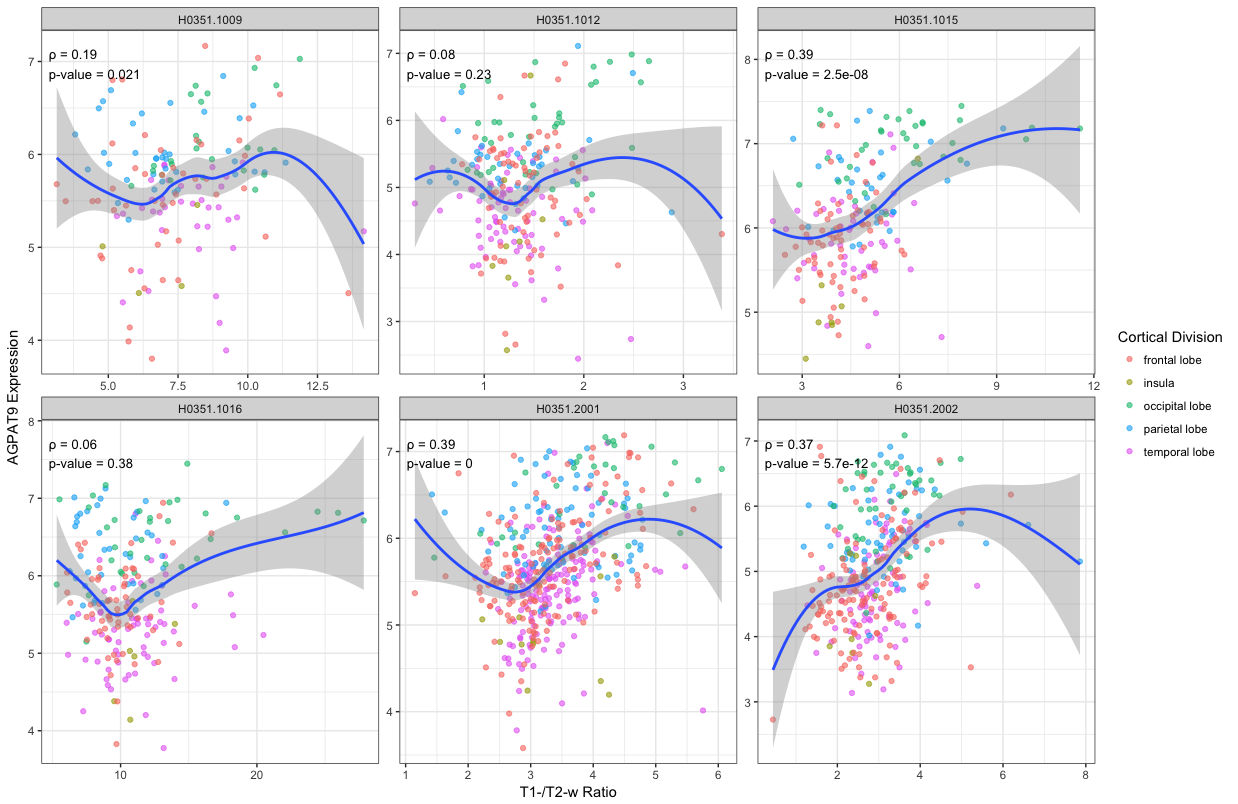 H0351.1009
H0351.1012
H0351.1015
ρ = 0.19
p-value = 0.021
ρ = 0.08
p-value = 0.23
ρ = 0.39
p-value = 2.5e-08
7
6
5
4
7
6
5
4
3
8
7
6
5
5.0
7.5
10.0
12.5
1
2
3
3
6
9
12
H0351.1016
H0351.2001
H0351.2002
ρ = 0.06
p-value = 0.38
ρ = 0.39
p-value = 0
ρ = 0.37
p-value = 5.7e-12
8
7
6
5
4
7
6
5
4
7
6
5
4
3
10
20
1
2
3
4
5
6
2
4
6
8
T1-/T2-w Ratio
AGPAT9 Expression
Cortical Division
frontal lobe
insula
occipital lobe
parietal lobe
temporal lobe